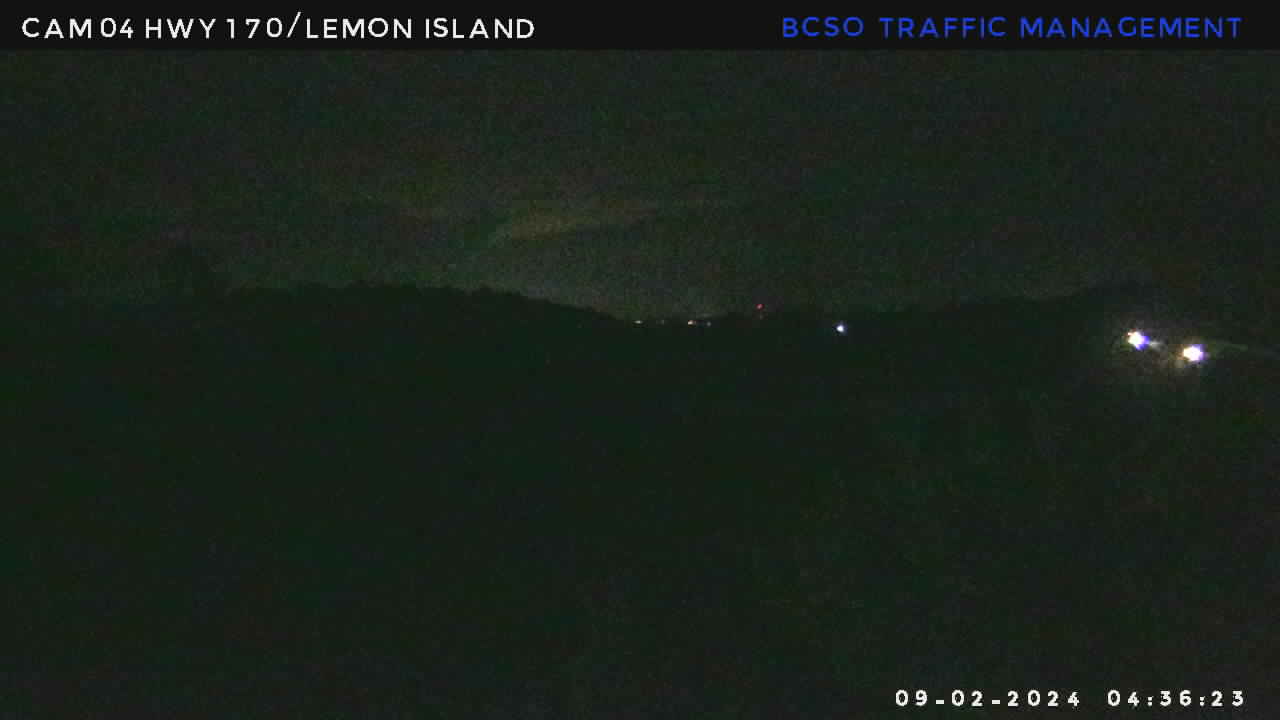 CAM04 HWY 170/LEMON ISLAND
BCSO TRAFFIC MANAGEMENT
09-02-2024 04:36:23